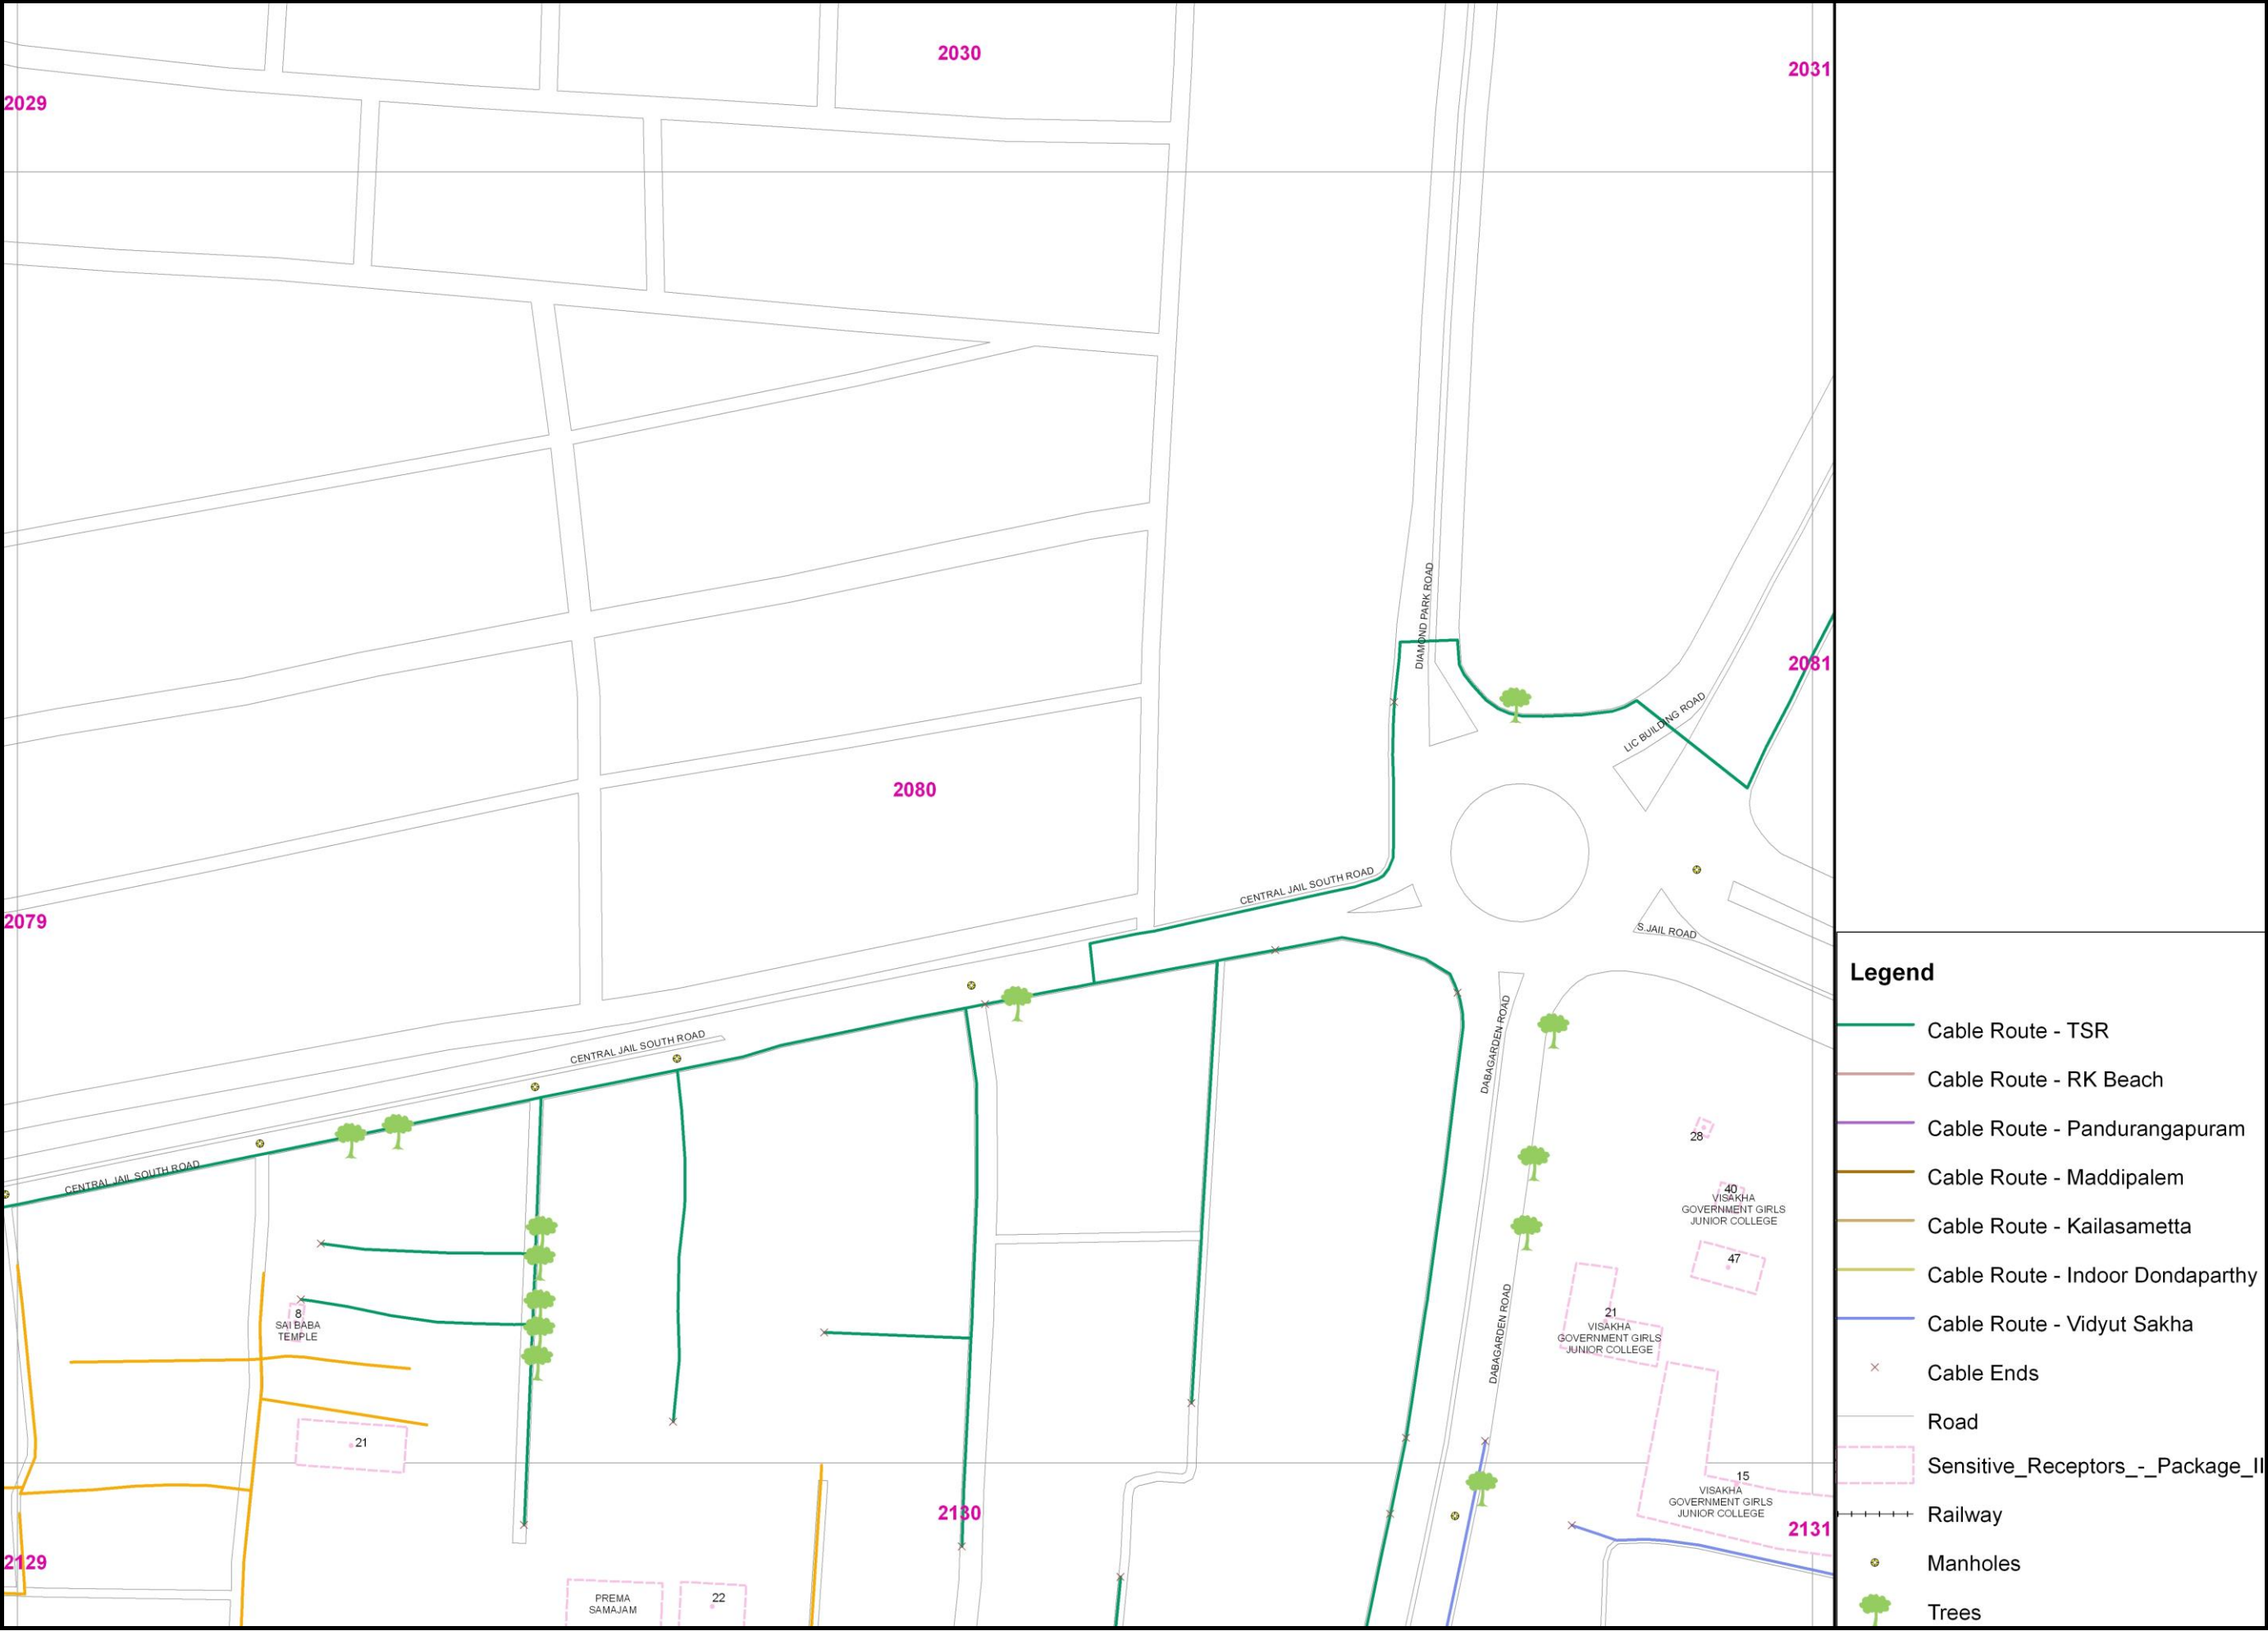 2030
2031
2029
DIAMOND PARK ROAD
2081
LIC BUILDING ROAD
2080
CENTRAL JAIL SOUTH ROAD
2079
S.JAIL ROAD
CENTRAL JAIL SOUTH ROAD
DABAGARDEN ROAD
CENTRAL JAIL SOUTH ROAD
28
40
VISAKHA
GOVERNMENT GIRLS
JUNIOR COLLEGE
47
8
SAI BABA
TEMPLE
21
VISAKHA
GOVERNMENT GIRLS
JUNIOR COLLEGE
DABAGARDEN ROAD
21
15
VISAKHA
GOVERNMENT GIRLS
JUNIOR COLLEGE
2130
2131
2129
PREMA
SAMAJAM
22
Legend
Cable Route - TSR
Cable Route - RK Beach
Cable Route - Pandurangapuram
Cable Route - Maddipalem
Cable Route - Kailasametta
Cable Route - Indoor Dondaparthy
Cable Route - Vidyut Sakha
Cable Ends
Road
Sensitive_Receptors_-_Package_II
Railway
Manholes
Trees